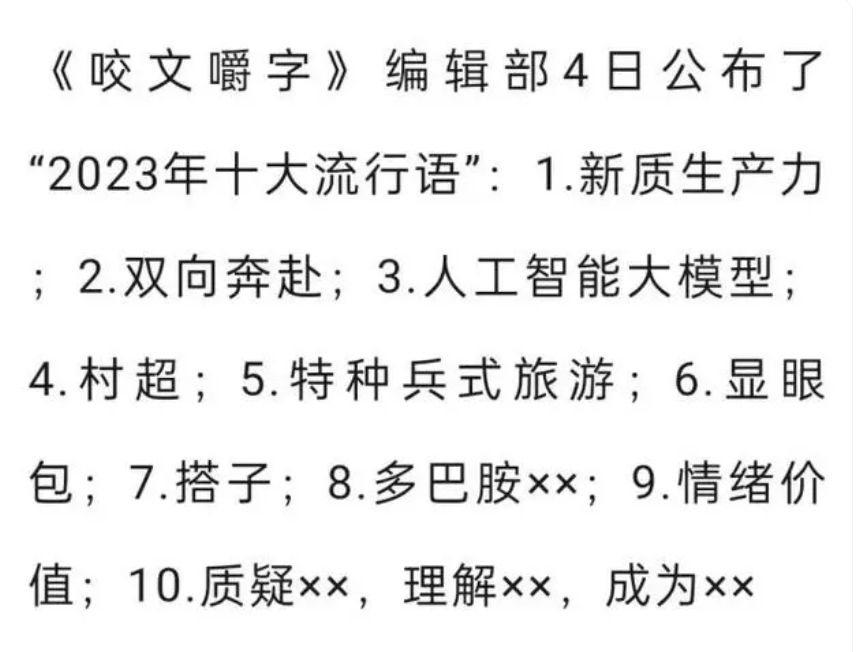 《咬文嚼字》编辑部4日公布了
“2023年十大流行语”：1.新质生产力
；2.双向奔赴；3.人工智能大模型；
4.村超；5.特种兵式旅游；6.显眼
包；7.搭子；8.多巴胺××；9.情绪价
值；10.质疑××，理解××，成为××